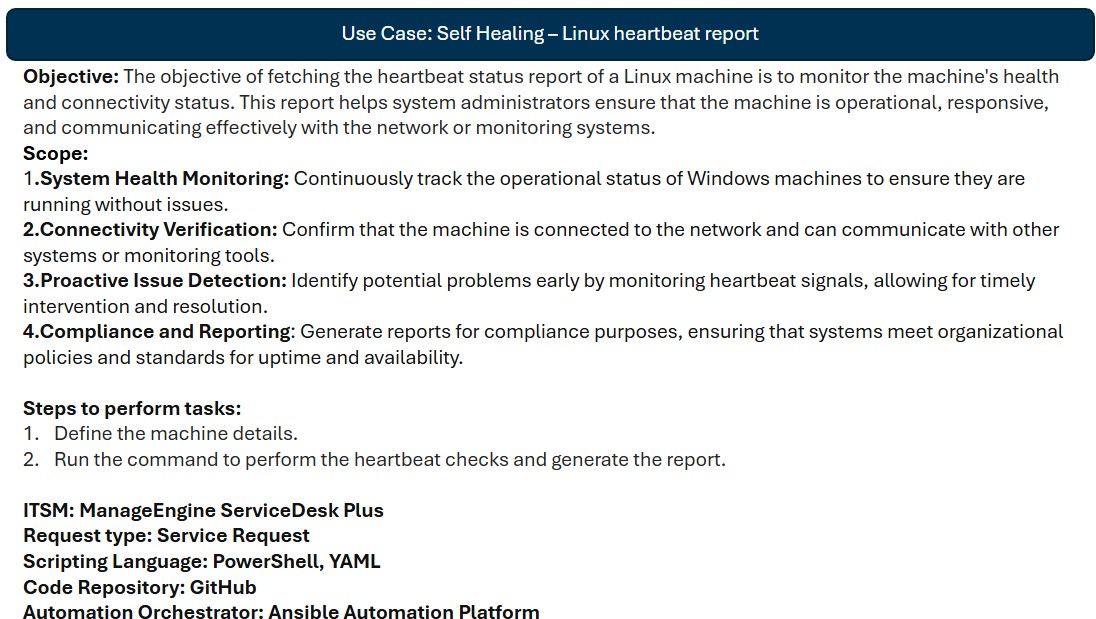 Use Case: Self Healing – Linux heartbeat report
Objective: The objective of fetching the heartbeat status report of a Linux machine is to monitor the machine's health
and connectivity status. This report helps system administrators ensure that the machine is operational, responsive,
and communicating effectively with the network or monitoring systems.
Scope:
1.System Health Monitoring: Continuously track the operational status of Windows machines to ensure they are
running without issues.
2.Connectivity Verification: Confirm that the machine is connected to the network and can communicate with other
systems or monitoring tools.
3.Proactive Issue Detection: Identify potential problems early by monitoring heartbeat signals, allowing for timely
intervention and resolution.
4.Compliance and Reporting: Generate reports for compliance purposes, ensuring that systems meet organizational
policies and standards for uptime and availability.
Steps to perform tasks:
1. Define the machine details.
2. Run the command to perform the heartbeat checks and generate the report.
ITSM: ManageEngine ServiceDesk Plus
Request type: Service Request
Scripting Language: PowerShell, YAML
Code Repository: GitHub
Automation Orchestrator: Ansible Automation Platform